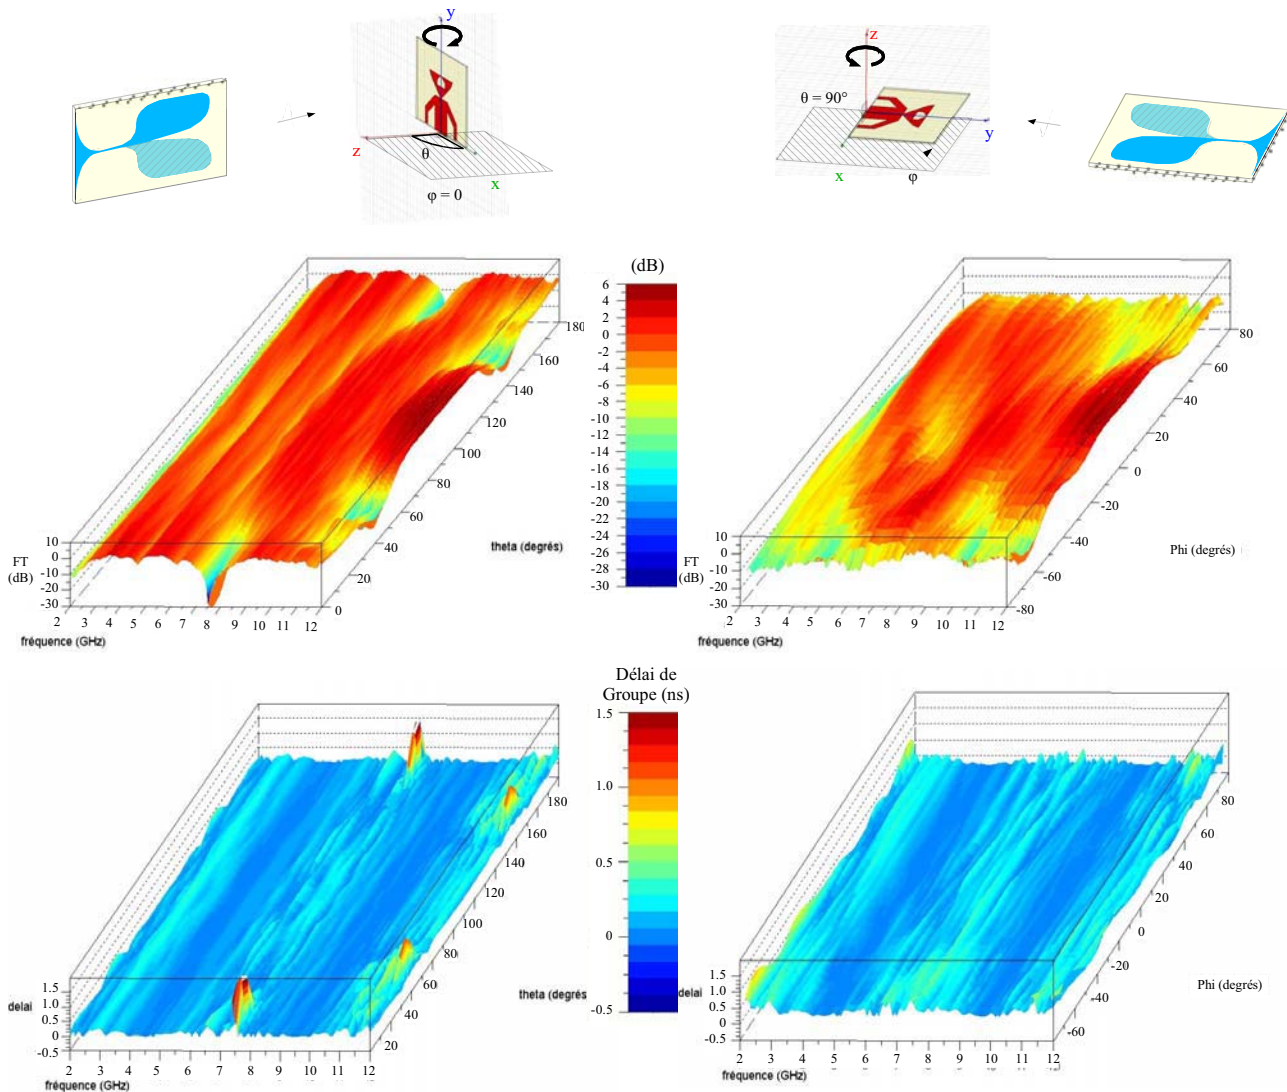 y
z
θ
x
φ = 0
z
θ = 90°
y
x
φ
(dB)
6
4
2
0
-2
-4
-6
-8
-10
-12
-14
-16
-18
-20
-22
-24
-26
-28
-30
180
160
140
120
100
80
60
40
20
0
theta (degrés)
10
0
-10
-20
-30
FT
(dB)
2 3 4 5 6 7 8 9 10 11 12
fréquence (GHz)
80
60
40
20
0
-20
-40
-60
-80
Phi (degrés)
10
0
-10
-20
-30
FT
(dB)
2 3 4 5 6 7 8 9 10 11 12
fréquence (GHz)
Délai de
Groupe (ns)
1.5
1.0
0.5
0
-0.5
180
160
140
120
100
80
60
40
20
theta (degrés
1.5
1.0
0.5
0
-0.5
delai
2 3 4 5 6 7 8 9 10 11 12
fréquence (GHz)
80
60
40
20
0
-20
-40
-60
Phi (degrés)
1.5
1.0
0.5
0
-0.5
delai
2 3 4 5 6 7 8 9 10 11 12
fréquence (GHz)